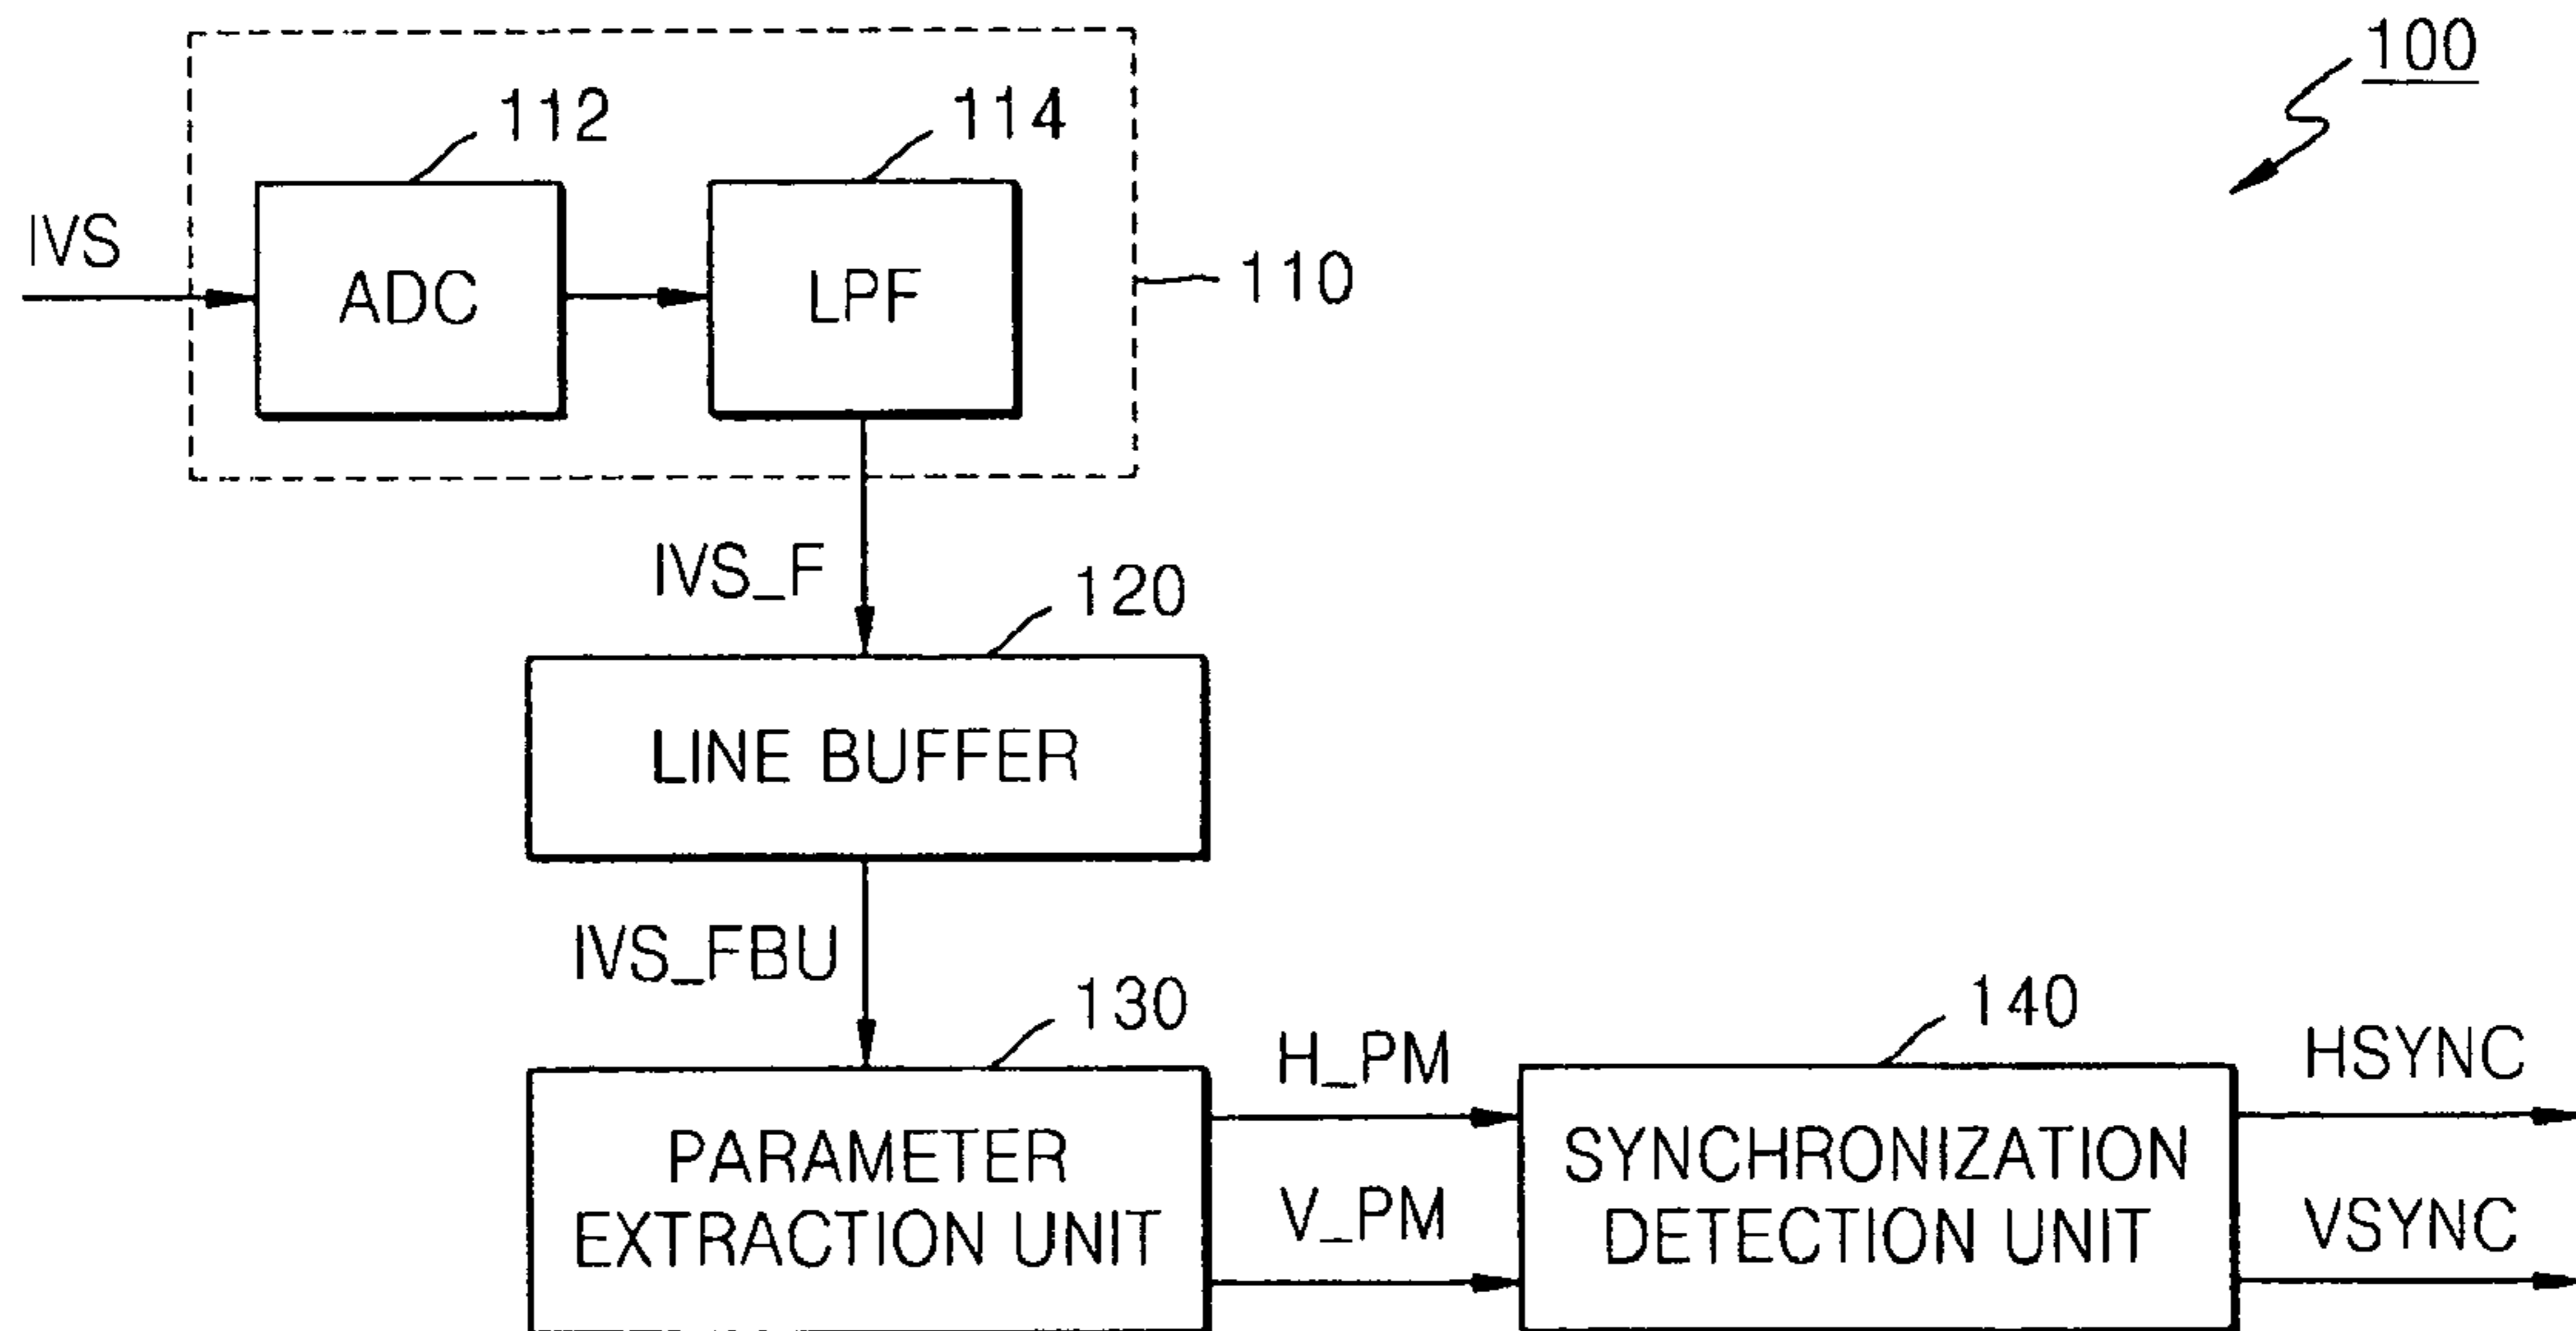 100
112
114
IVS
ADC
LPF
110
IVS_F
120
LINE BUFFER
IVS_FBU
130
140
H_PM
HSYNC
PARAMETER
EXTRACTION UNIT
SYNCHRONIZATION
DETECTION UNIT
V_PM
VSYNC